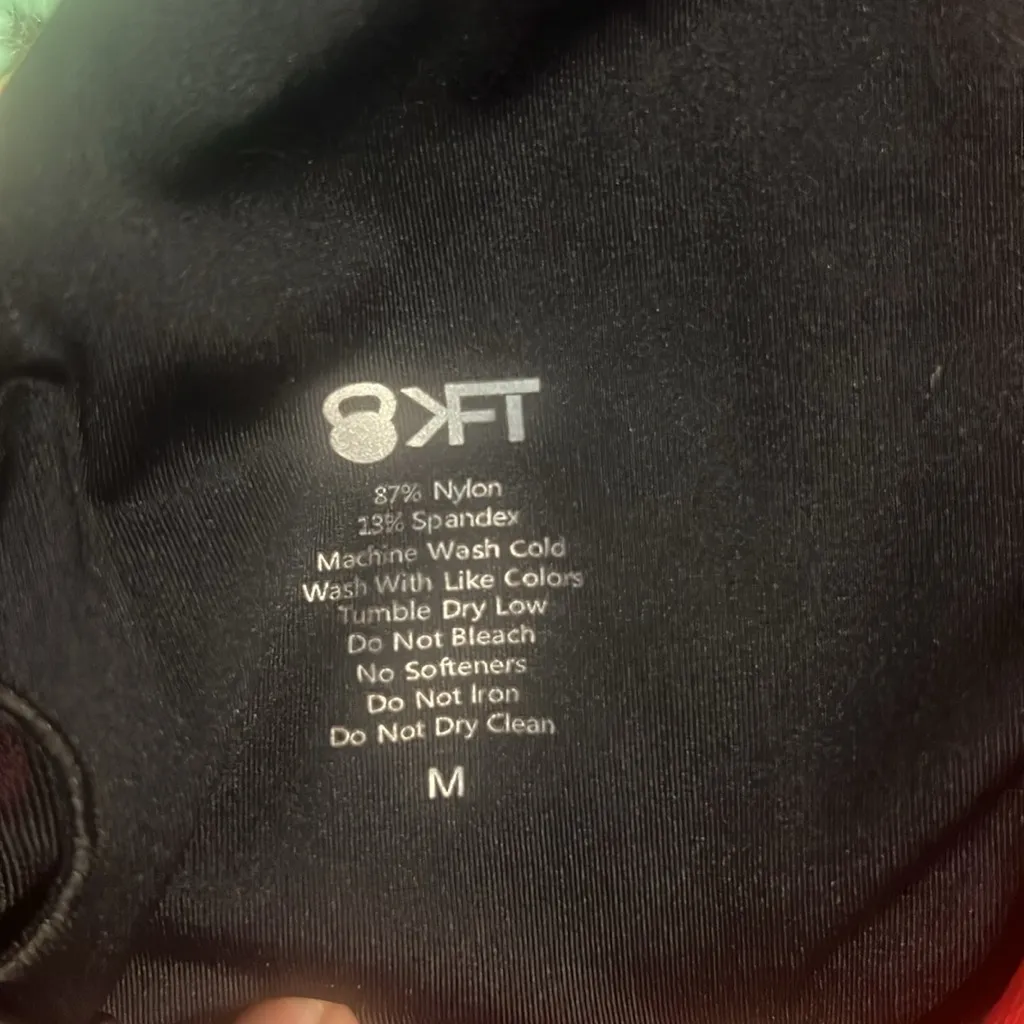 KFT
87% Nylon
13% Spandex
Machine Wash Cold
Wash With Like Colors
Tumble Dry Low
Do Not Bleach
No Softeners
Do Not Iron
Do Not Dry Clean
M